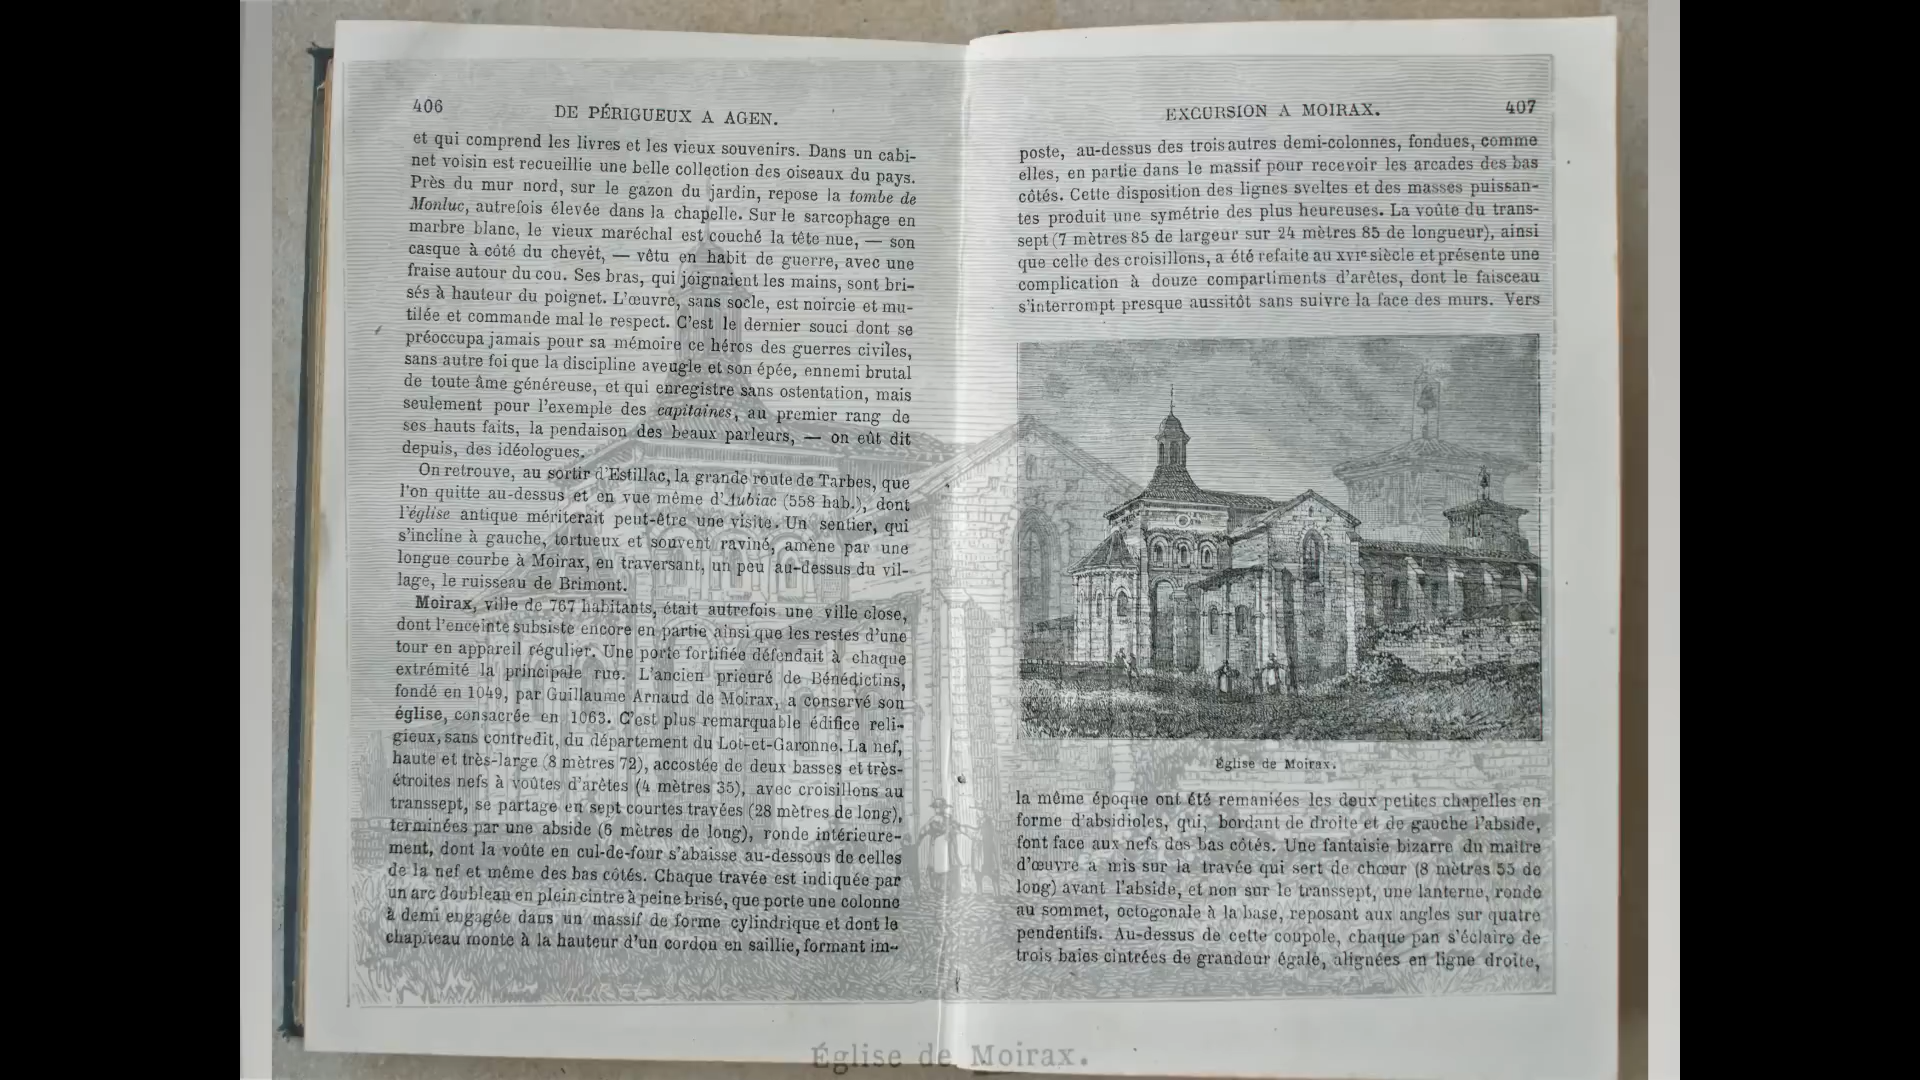 406
DE PÉRIGUEUX A AGEN.
et qui comprend les livres et les vieux souvenirs. Dans un cabi-
net voisin est recueillie une belle collection des oiseaux du pays.
Près du mur nord, sur le gazon du jardin, repose la tombe de
Monluc, autrefois élevée dans la chapelle. Sur le sarcophage en
marbre blanc, le vieux maréchal est couché la tête nue, — son
casque à côté du chevet, — vêtu en habit de guerre, avec une
fraise autour du cou. Ses bras, qui joignaient les mains, sont bri-
sés à hauteur du poignet. L'œuvre, sans socle, est noircie et mu-
tilée et commande mal le respect. C'est le dernier souci dont se
préoccupa jamais pour sa mémoire ce héros des guerres civiles,
sans autre foi que la discipline aveugle et son épée, ennemi brutal
de toute âme généreuse, et qui enregistre sans ostentation, mais
seulement pour l'exemple des capitaines, au premier rang de
ses hauts faits, la pendaison des beaux parleurs, — on eût dit
depuis, des idéologues.
On retrouve, au sortir d'Estillac, la grande route de Tarbes, que
l'on quitte au-dessus et en vue même d'Aubiac (558 hab.), dont
l'église antique mériterait peut-être une visite. Un sentier, qui
s'incline à gauche, tortueux et souvent raviné, amène par une
longue courbe à Moirax, en traversant, un peu au-dessus du vil-
lage, le ruisseau de Brimont.
Moirax, ville de 767 habitants, était autrefois une ville close,
dont l'enceinte subsiste encore en partie ainsi que les restes d'une
tour en appareil régulier. Une porte fortifiée défendait à chaque
extrémité la principale rue. L'ancien prieuré de Bénédictins,
fondé en 1049, par Guillaume Arnaud de Moirax, a conservé son
église, consacrée en 1063. C'est plus remarquable édifice reli-
gieux, sans contredit, du département du Lot-et-Garonne. La nef,
haute et très-large (8 mètres 72), accostée de deux basses et très-
étroites nefs à voûtes d'arêtes (4 mètres 35), avec croisillons au
transsept, se partage en sept courtes travées (28 mètres de long),
terminées par une abside (6 mètres de long), ronde intérieure-
ment, dont la voûte en cul-de-four s'abaisse au-dessous de celles
de la nef et même des bas côtés. Chaque travée est indiquée par
un arc doubleau en plein cintre à peine brisé, que porte une colonne
à demi engagée dans un massif de forme cylindrique et dont le
chapiteau monte à la hauteur d'un cordon en saillie, formant im-
EXCURSION A MOIRAX.
407
poste, au-dessus des trois autres demi-colonnes, fondues, comme
elles, en partie dans le massif pour recevoir les arcades des bas
côtés. Cette disposition des lignes sveltes et des masses puissan-
tes produit une symétrie des plus heureuses. La voûte du trans-
sept (7 mètres 85 de largeur sur 24 mètres 85 de longueur), ainsi
que celle des croisillons, a été refaite au XVIe siècle et présente une
complication à douze compartiments d'arêtes, dont le faisceau
s'interrompt presque aussitôt sans suivre la face des murs. Vers
Église de Moirax.
la même époque ont été remaniées les deux petites chapelles en
forme d'absidioles, qui, bordant de droite et de gauche l'abside,
font face aux nefs des bas côtés. Une fantaisie bizarre du maître
d'œuvre a mis sur la travée qui sert de chœur (8 mètres 55 de
long) avant l'abside, et non sur le transsept, une lanterne, ronde
au sommet, octogonale à la base, reposant aux angles sur quatre
pendentifs. Au-dessus de cette coupole, chaque pan s'éclaire de
trois baies cintrées de grandeur égale, alignées en ligne droite,
Église de Moirax.